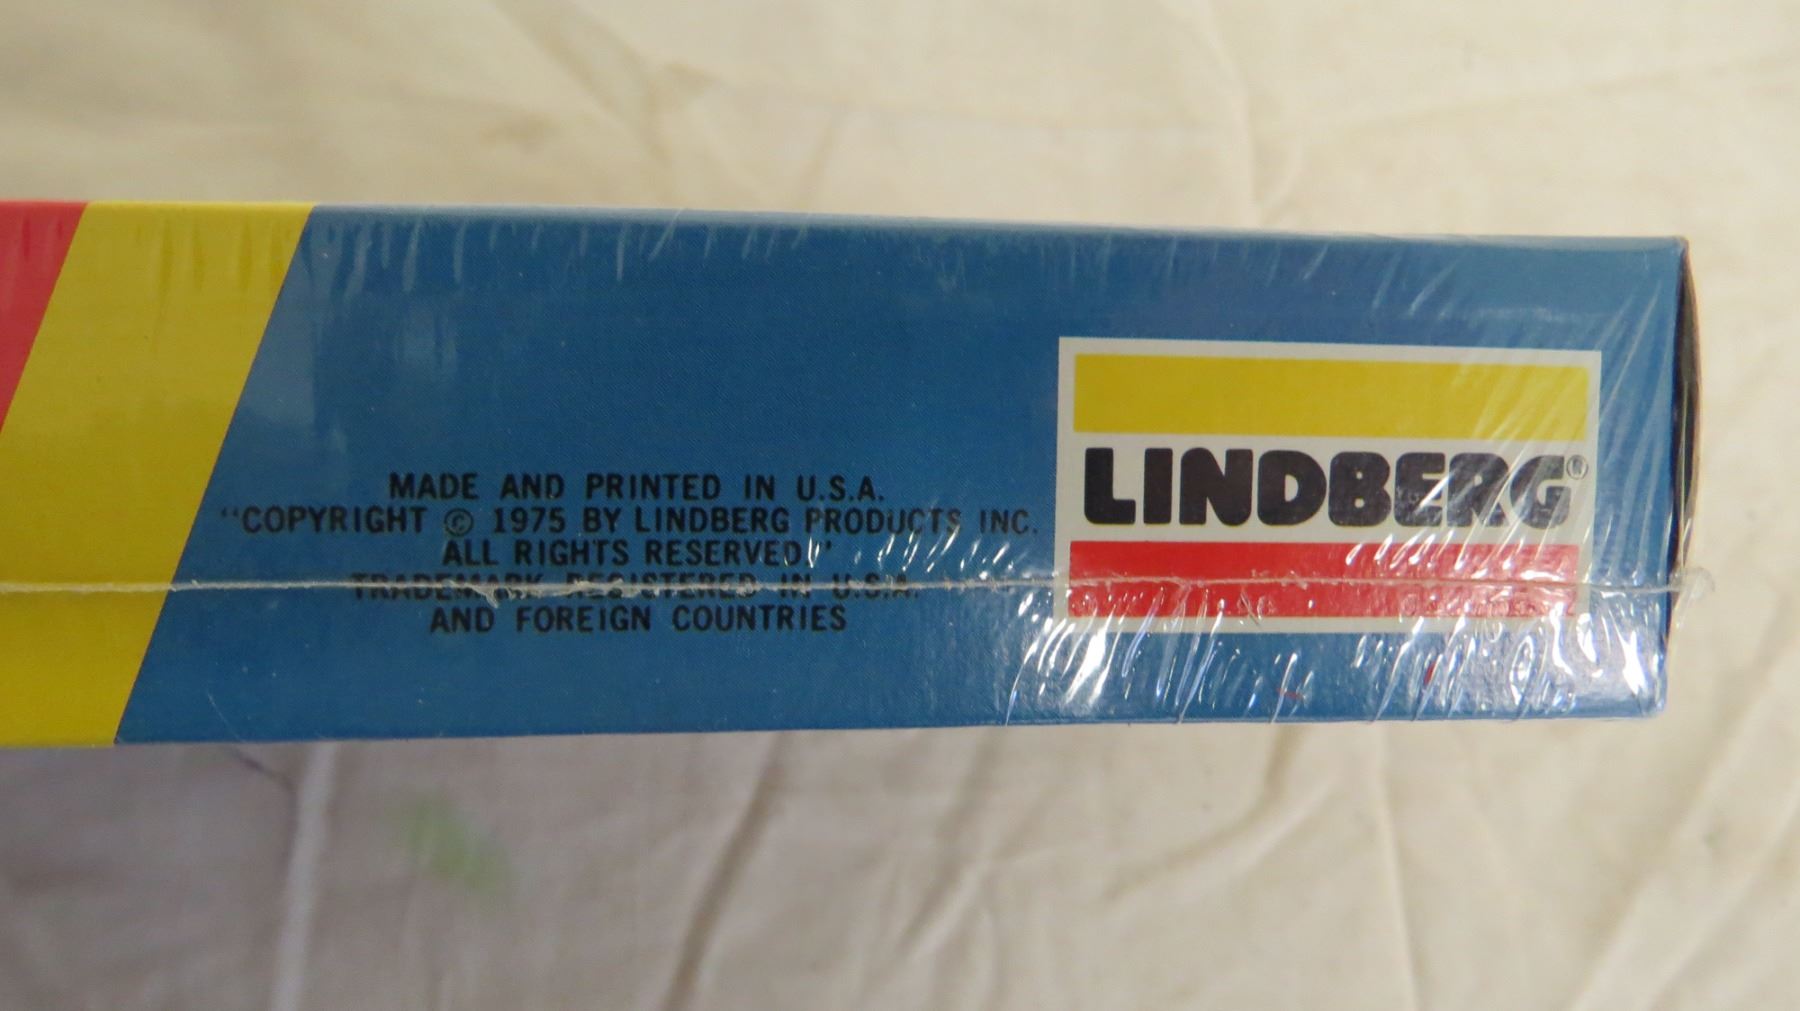 MADE AND PRINTED IN U.S.A.
"COPYRIGHT © 1975 BY LINDBERG PRODUCTS INC.
ALL RIGHTS RESERVED."
TRADEMARK REGISTERED IN U.S.A.
AND FOREIGN COUNTRIES
LINDBERG®